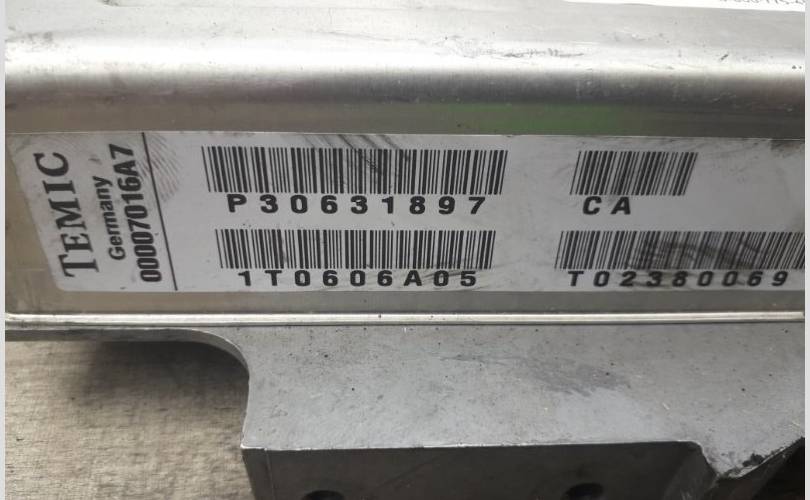 TEMIC
Germany
00007016A7
P30631897
CA
1T0606A05
T02380069